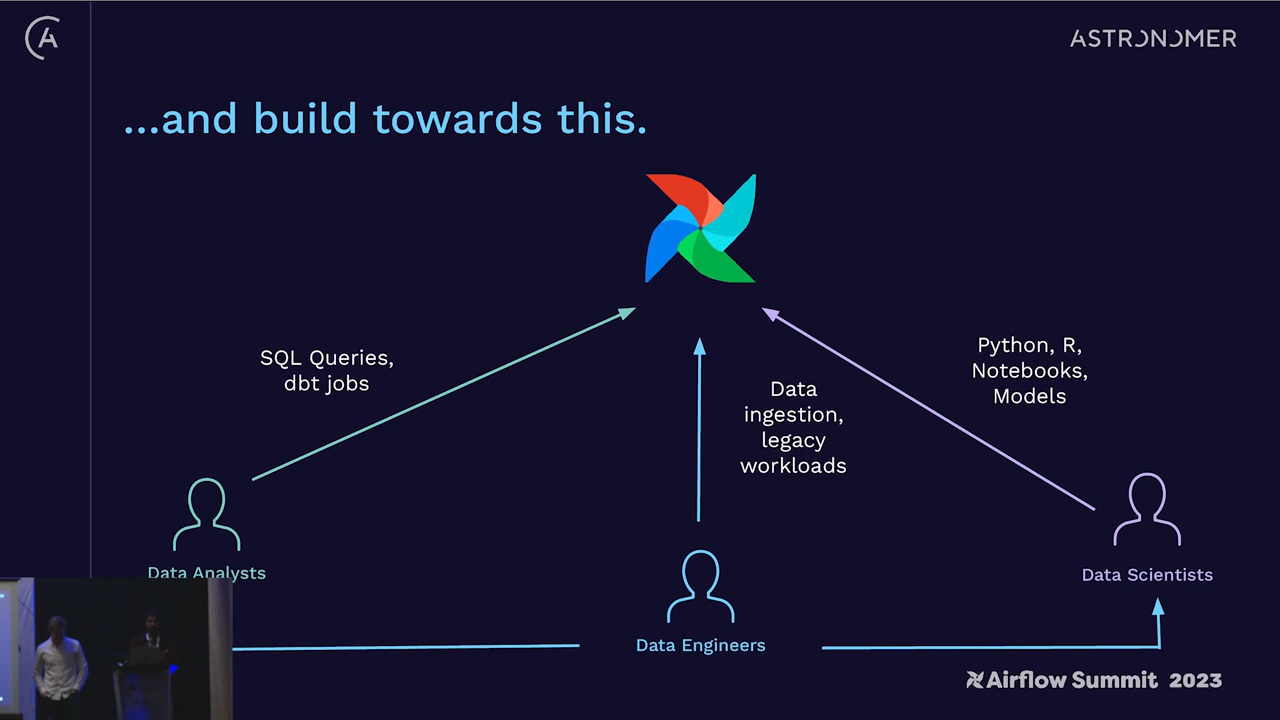 ASTRONOMER
...and build towards this.
SQL Queries,
dbt jobs
Data
ingestion,
legacy
workloads
Python, R,
Notebooks,
Models
Data Analysts
Data Engineers
Data Scientists
Airflow Summit 2023